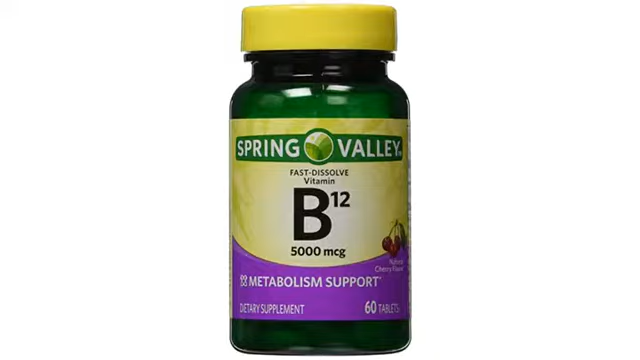 SPRING VALLEY
FAST-DISSOLVE
Vitamin
B12
5000 mcg
Natural
Cherry Flavor
METABOLISM SUPPORT*
DIETARY SUPPLEMENT
60 TABLETS